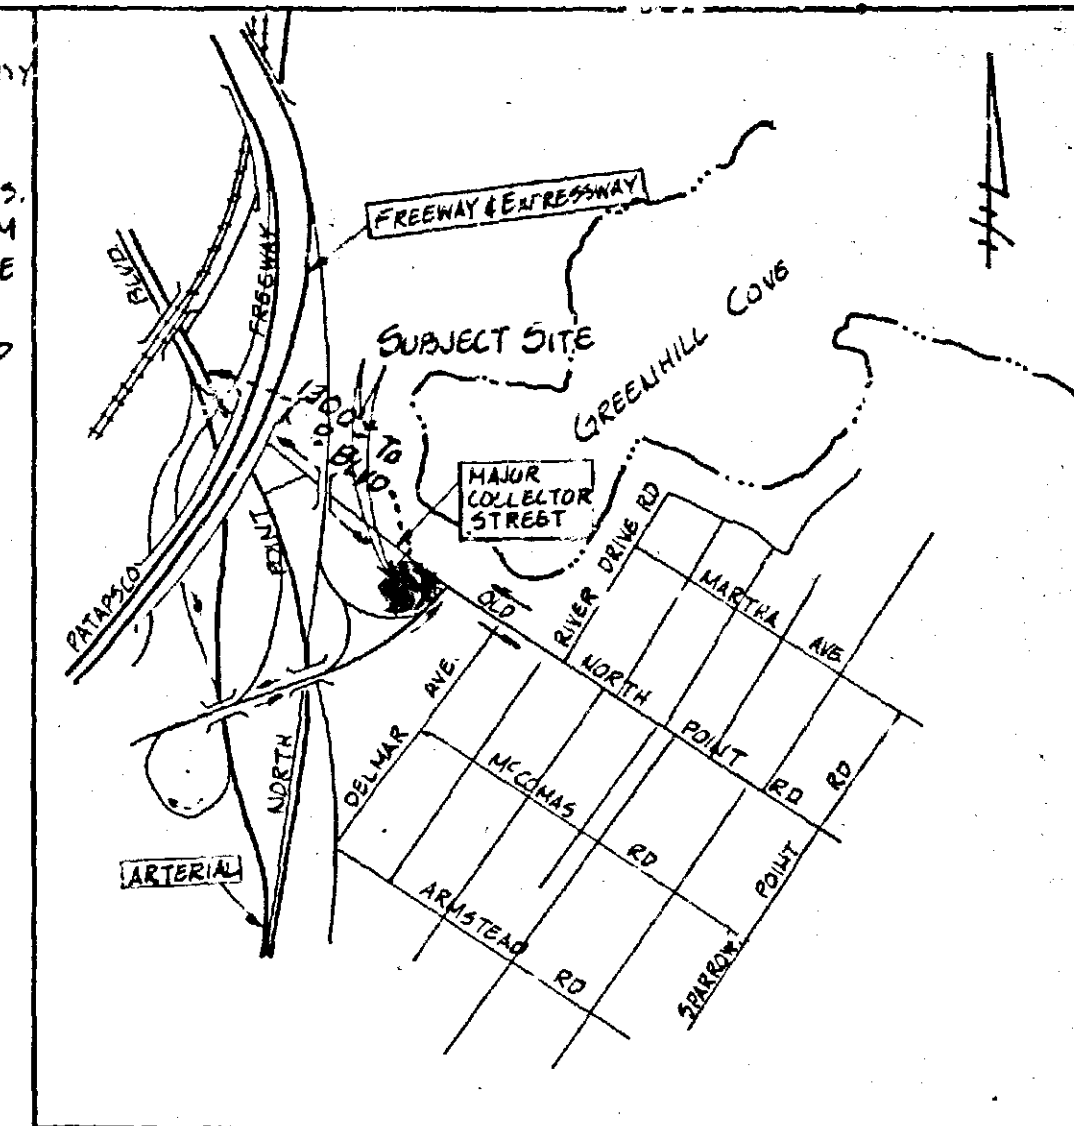 S.
M
E
FREEWAY & EXPRESSWAY
BLVD.
FREEWAY
SUBJECT SITE
GREENHILL COVE
1300' ± TO
BLVD
MAJOR
COLLECTOR
STREET
POINT
PATAPSCO
NORTH
OLD NORTH POINT RD
RIVER DRIVE RD
MARTHA AVE
DELMAR AVE.
McCOMAS RD
ARMSTEAD RD
SPARROW POINT RD
ARTERIAL
N